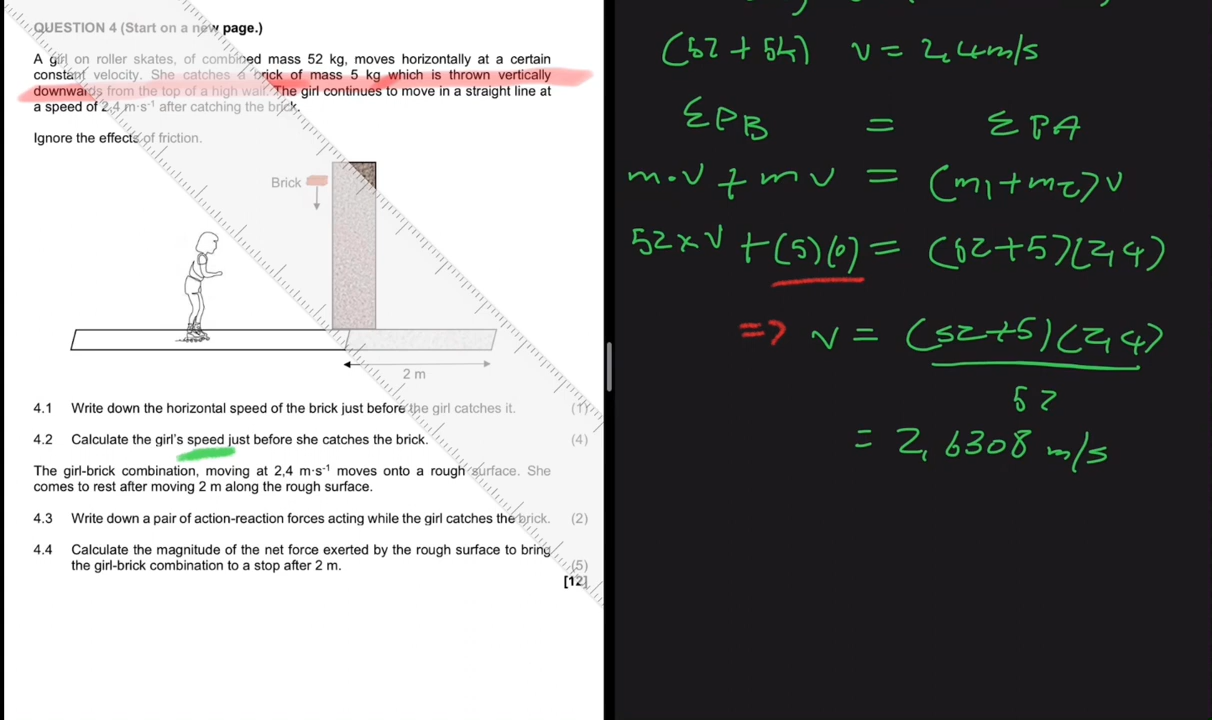 QUESTION 4 (Start on a new page.)
A girl on roller skates, of combined mass 52 kg, moves horizontally at a certain
constant velocity. She catches a brick of mass 5 kg which is thrown vertically
downwards from the top of a high wall. The girl continues to move in a straight line at
a speed of 2,4 m·s⁻¹ after catching the brick.
Ignore the effects of friction.
Brick
2 m
4.1 Write down the horizontal speed of the brick just before the girl catches it. (1)
4.2 Calculate the girl's speed just before she catches the brick. (4)
The girl-brick combination, moving at 2,4 m·s⁻¹ moves onto a rough surface. She
comes to rest after moving 2 m along the rough surface.
4.3 Write down a pair of action-reaction forces acting while the girl catches the brick. (2)
4.4 Calculate the magnitude of the net force exerted by the rough surface to bring
the girl-brick combination to a stop after 2 m. (5)
[12]
v = 2,4 m/s
ΣPB = ΣPA
m·v + mv = (m1+m2)v
52×v + (5)(0) = (52+5)(2,4)
=> v = (52+5)(2,4)
52
= 2,6308 m/s